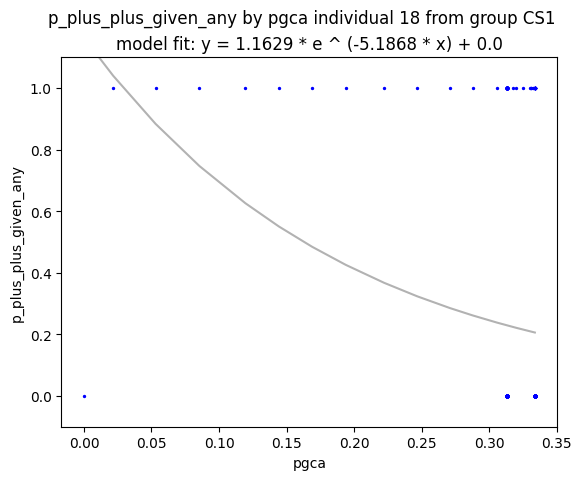 p_plus_plus_given_any by pgca individual 18 from group CS1
model fit: y = 1.1629 * e ^ (-5.1868 * x) + 0.0
1.0
0.8
0.6
0.4
0.2
0.0
p_plus_plus_given_any
0.00 0.05 0.10 0.15 0.20 0.25 0.30 0.35
pgca